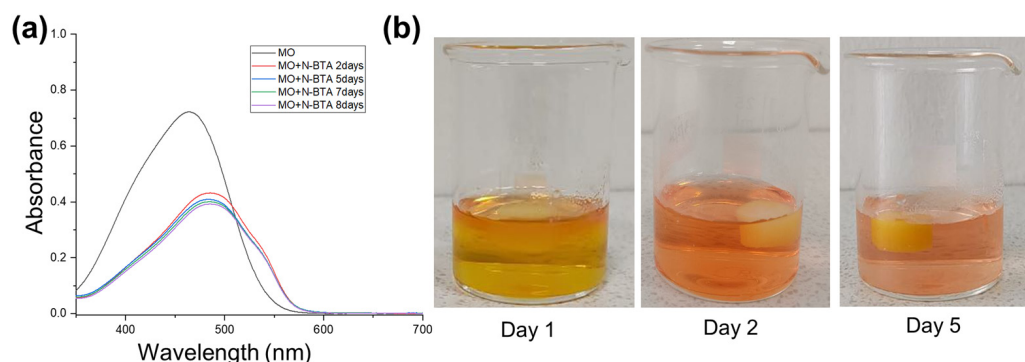 (a)
1.0
0.8
0.6
0.4
0.2
0.0
Absorbance
MO
MO+N-BTA 2days
MO+N-BTA 5days
MO+N-BTA 7days
MO+N-BTA 8days
400
500
600
700
Wavelength (nm)
(b)
Day 1
Day 2
Day 5